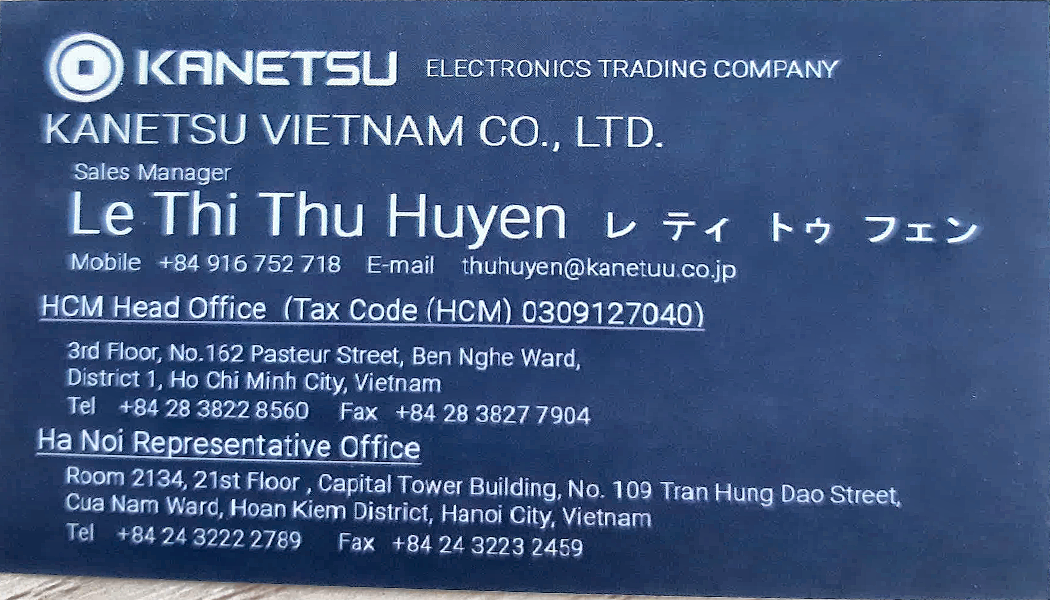 KANETSU ELECTRONICS TRADING COMPANY
KANETSU VIETNAM CO., LTD.
Sales Manager
Le Thi Thu Huyen レ ティ トゥ フェン
Mobile +84 916 752 718 E-mail thuhuyen@kanetuu.co.jp
HCM Head Office (Tax Code (HCM) 0309127040)
3rd Floor, No.162 Pasteur Street, Ben Nghe Ward,
District 1, Ho Chi Minh City, Vietnam
Tel +84 28 3822 8560 Fax +84 28 3827 7904
Ha Noi Representative Office
Room 2134, 21st Floor , Capital Tower Building, No. 109 Tran Hung Dao Street,
Cua Nam Ward, Hoan Kiem District, Hanoi City, Vietnam
Tel +84 24 3222 2789 Fax +84 24 3223 2459